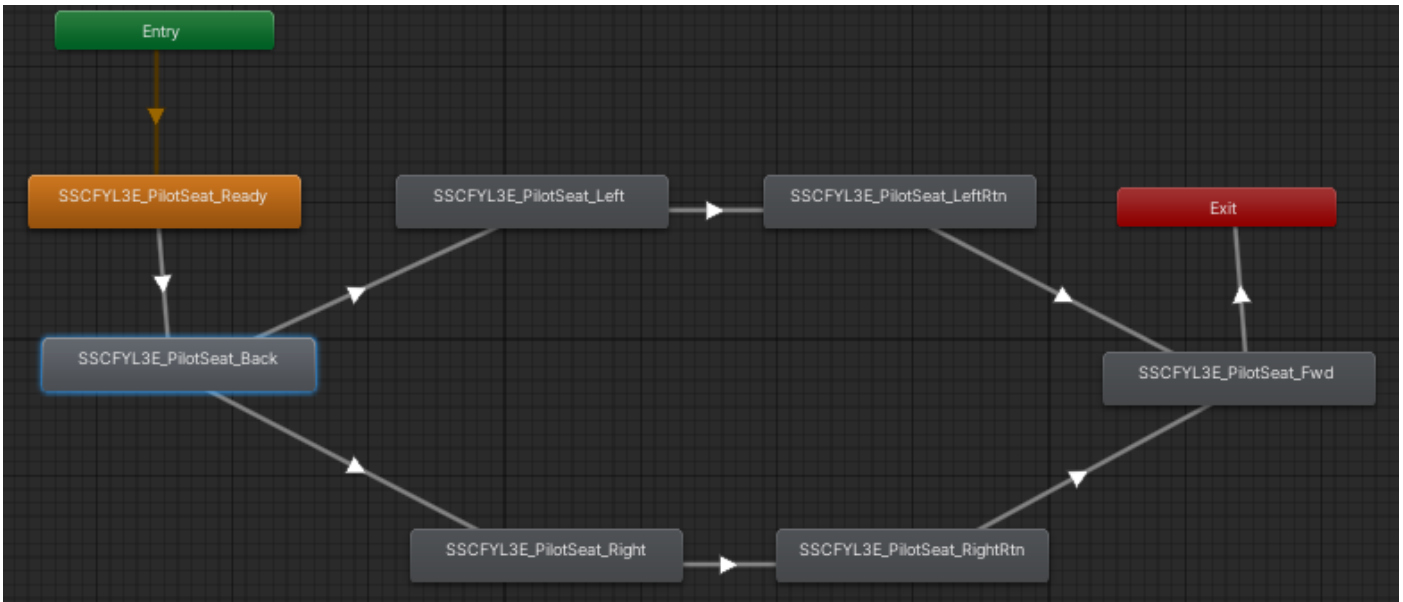 Entry
SSCFYL3E_PilotSeat_Ready
SSCFYL3E_PilotSeat_Left
SSCFYL3E_PilotSeat_LeftRtn
Exit
SSCFYL3E_PilotSeat_Back
SSCFYL3E_PilotSeat_Fwd
SSCFYL3E_PilotSeat_Right
SSCFYL3E_PilotSeat_RightRtn